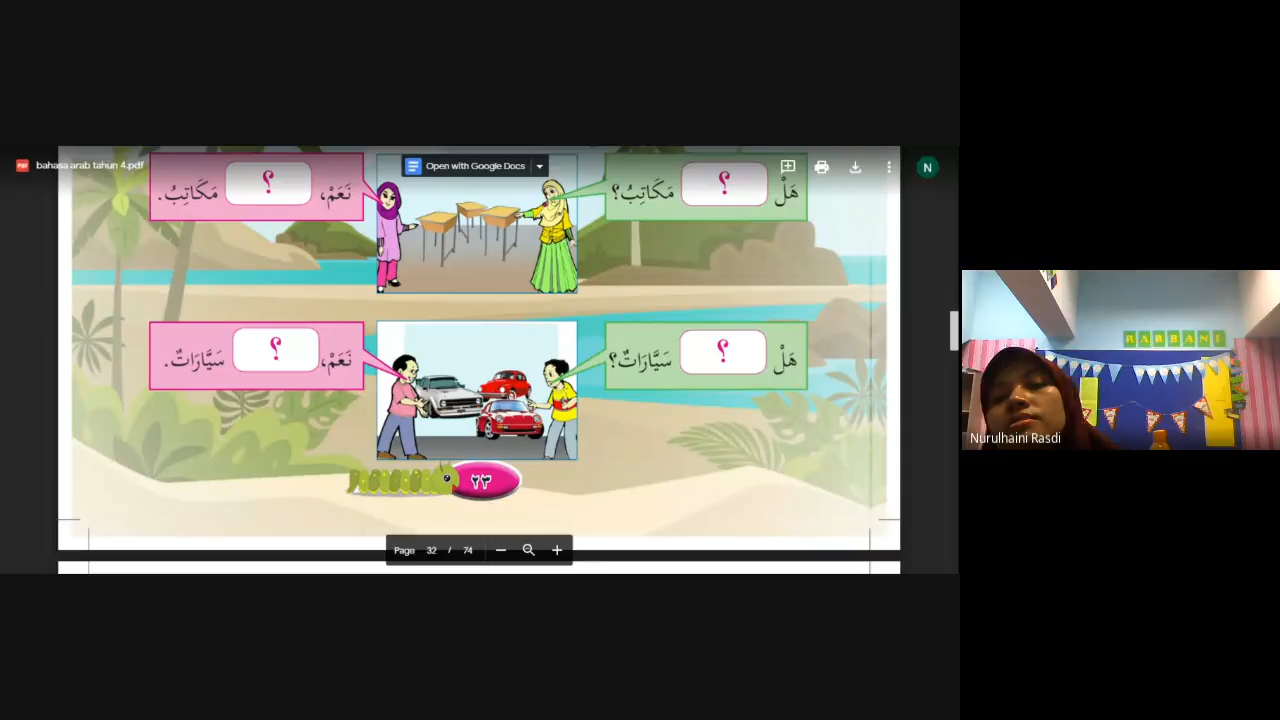 bahasa arab tahun 4.pdf
Open with Google Docs
N
هَلْ ؟ مَكَاتِبُ؟
نَعَمْ، ؟ مَكَاتِبُ.
هَلْ ؟ سَيَّارَاتٌ؟
نَعَمْ، ؟ سَيَّارَاتٌ.
٢٣
Page 32 / 74
RABBANI
Nurulhaini Rasdi